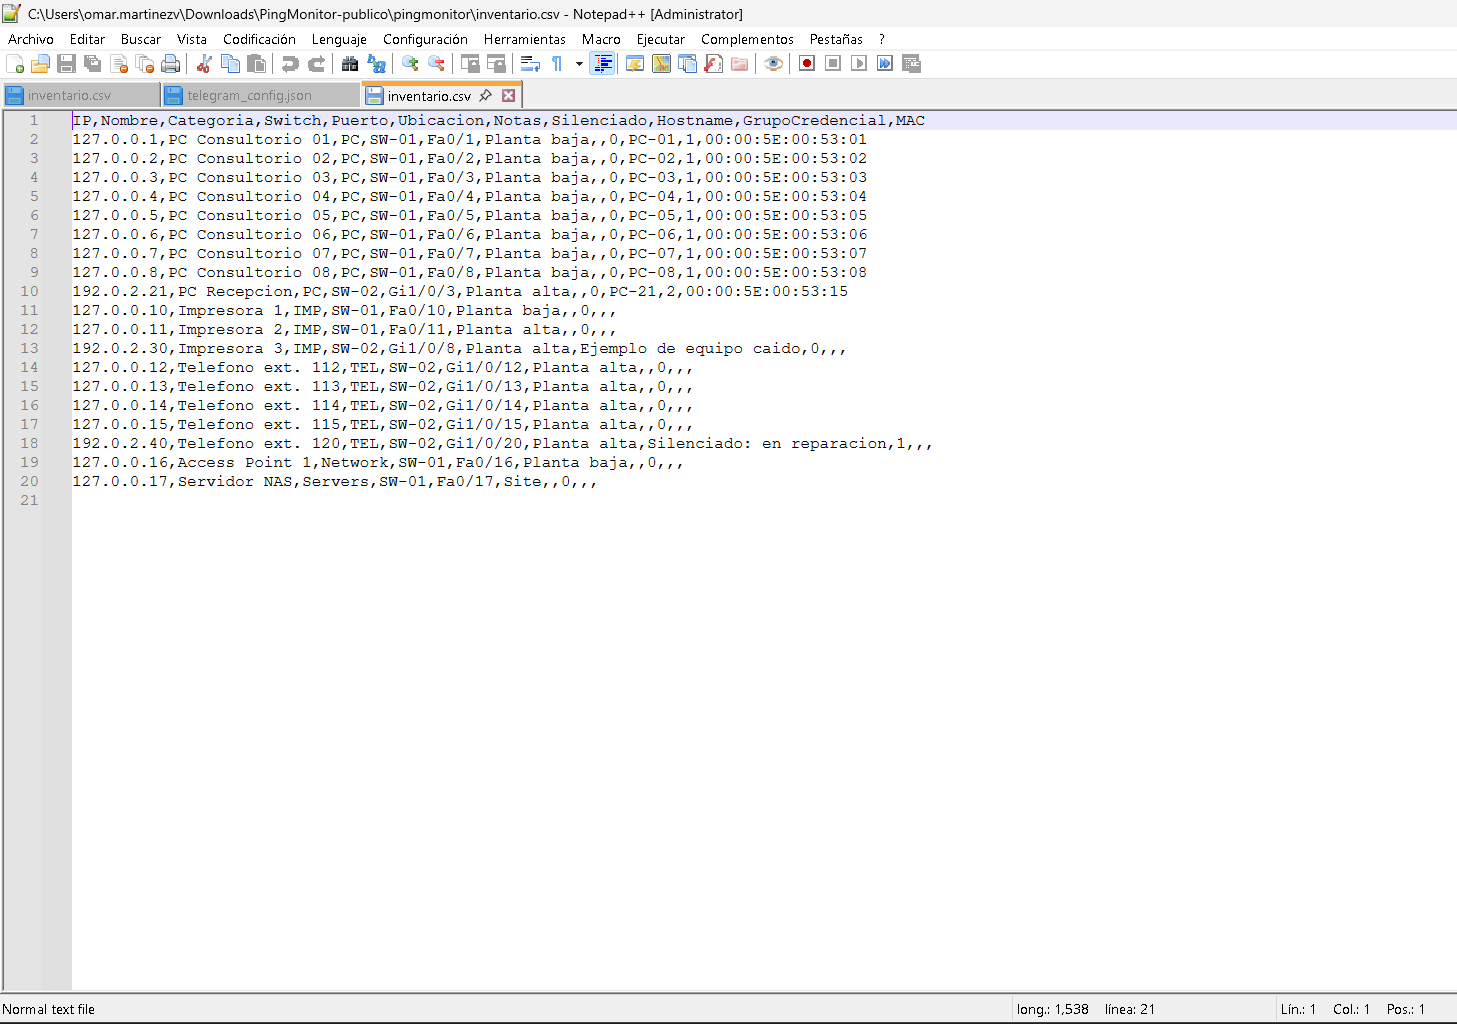 C:\Users\omar.martinezv\Downloads\PingMonitor-publico\pingmonitor\inventario.csv - Notepad++ [Administrator]
Archivo Editar Buscar Vista Codificación Lenguaje Configuración Herramientas Macro Ejecutar Complementos Pestañas ?
inventario.csv telegram_config.json inventario.csv
1 IP,Nombre,Categoria,Switch,Puerto,Ubicacion,Notas,Silenciado,Hostname,GrupoCredencial,MAC
2 127.0.0.1,PC Consultorio 01,PC,SW-01,Fa0/1,Planta baja,,0,PC-01,1,00:00:5E:00:53:01
3 127.0.0.2,PC Consultorio 02,PC,SW-01,Fa0/2,Planta baja,,0,PC-02,1,00:00:5E:00:53:02
4 127.0.0.3,PC Consultorio 03,PC,SW-01,Fa0/3,Planta baja,,0,PC-03,1,00:00:5E:00:53:03
5 127.0.0.4,PC Consultorio 04,PC,SW-01,Fa0/4,Planta baja,,0,PC-04,1,00:00:5E:00:53:04
6 127.0.0.5,PC Consultorio 05,PC,SW-01,Fa0/5,Planta baja,,0,PC-05,1,00:00:5E:00:53:05
7 127.0.0.6,PC Consultorio 06,PC,SW-01,Fa0/6,Planta baja,,0,PC-06,1,00:00:5E:00:53:06
8 127.0.0.7,PC Consultorio 07,PC,SW-01,Fa0/7,Planta baja,,0,PC-07,1,00:00:5E:00:53:07
9 127.0.0.8,PC Consultorio 08,PC,SW-01,Fa0/8,Planta baja,,0,PC-08,1,00:00:5E:00:53:08
10 192.0.2.21,PC Recepcion,PC,SW-02,Gi1/0/3,Planta alta,,0,PC-21,2,00:00:5E:00:53:15
11 127.0.0.10,Impresora 1,IMP,SW-01,Fa0/10,Planta baja,,0,,,
12 127.0.0.11,Impresora 2,IMP,SW-01,Fa0/11,Planta alta,,0,,,
13 192.0.2.30,Impresora 3,IMP,SW-02,Gi1/0/8,Planta alta,Ejemplo de equipo caido,0,,,
14 127.0.0.12,Telefono ext. 112,TEL,SW-02,Gi1/0/12,Planta alta,,0,,,
15 127.0.0.13,Telefono ext. 113,TEL,SW-02,Gi1/0/13,Planta alta,,0,,,
16 127.0.0.14,Telefono ext. 114,TEL,SW-02,Gi1/0/14,Planta alta,,0,,,
17 127.0.0.15,Telefono ext. 115,TEL,SW-02,Gi1/0/15,Planta alta,,0,,,
18 192.0.2.40,Telefono ext. 120,TEL,SW-02,Gi1/0/20,Planta alta,Silenciado: en reparacion,1,,,
19 127.0.0.16,Access Point 1,Network,SW-01,Fa0/16,Planta baja,,0,,,
20 127.0.0.17,Servidor NAS,Servers,SW-01,Fa0/17,Site,,0,,,
21
Normal text file long.: 1,538 línea: 21 Lín.: 1 Col.: 1 Pos.: 1